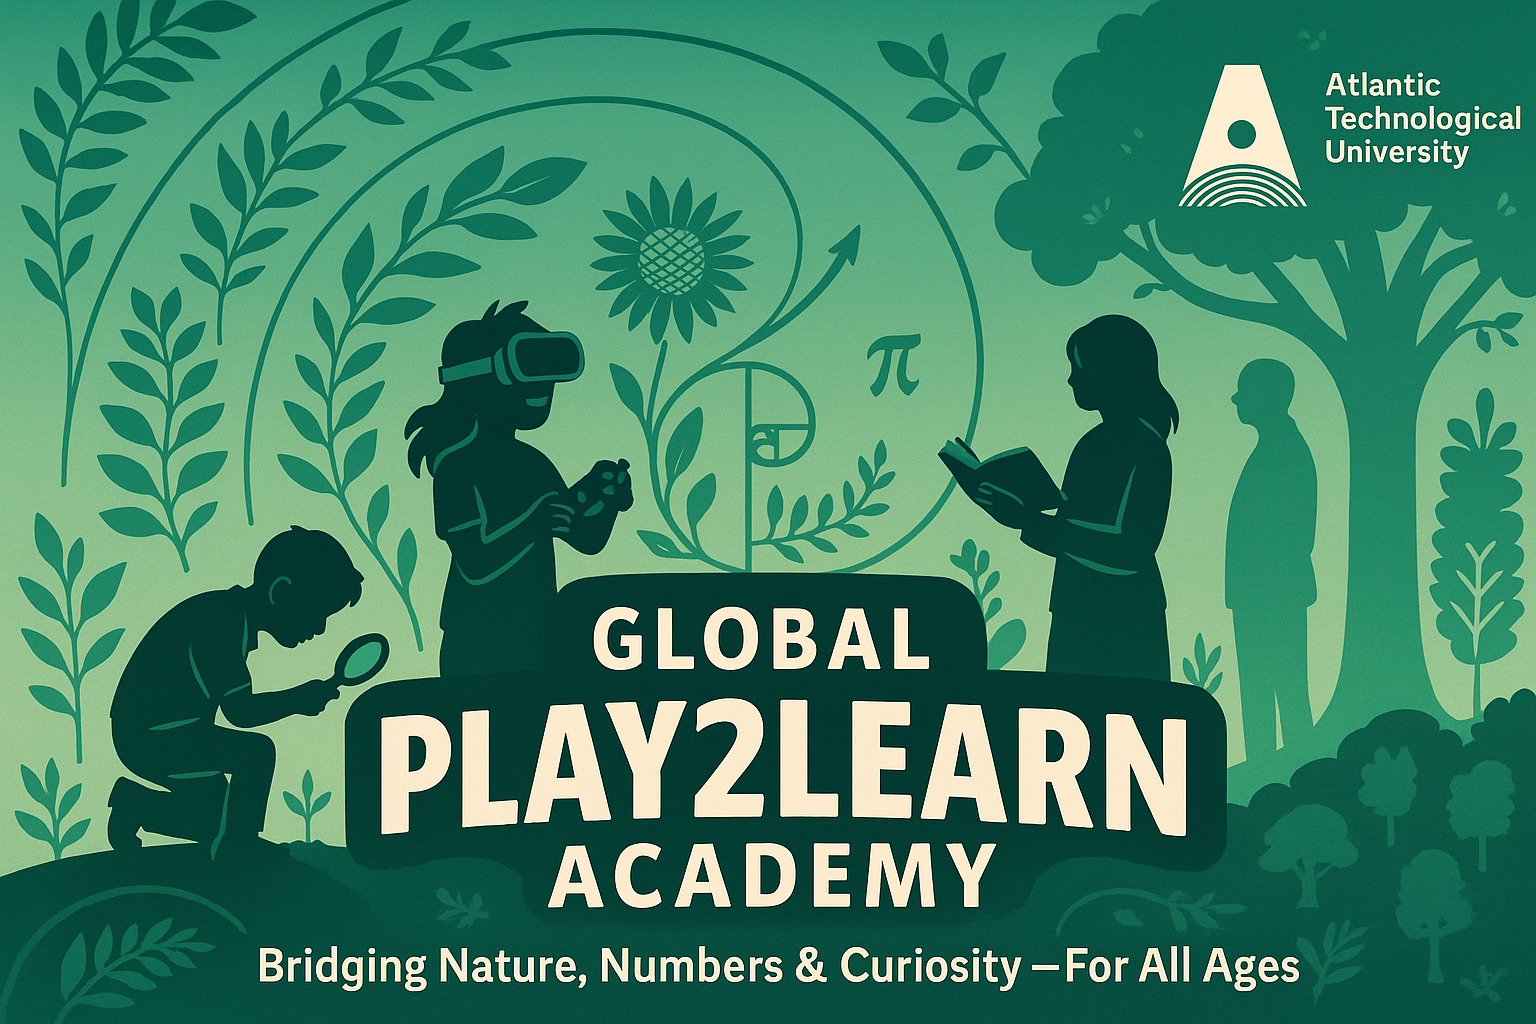 Atlantic
Technological
University
π
a
GLOBAL
PLAY2LEARN
ACADEMY
Bridging Nature, Numbers & Curiosity – For All Ages